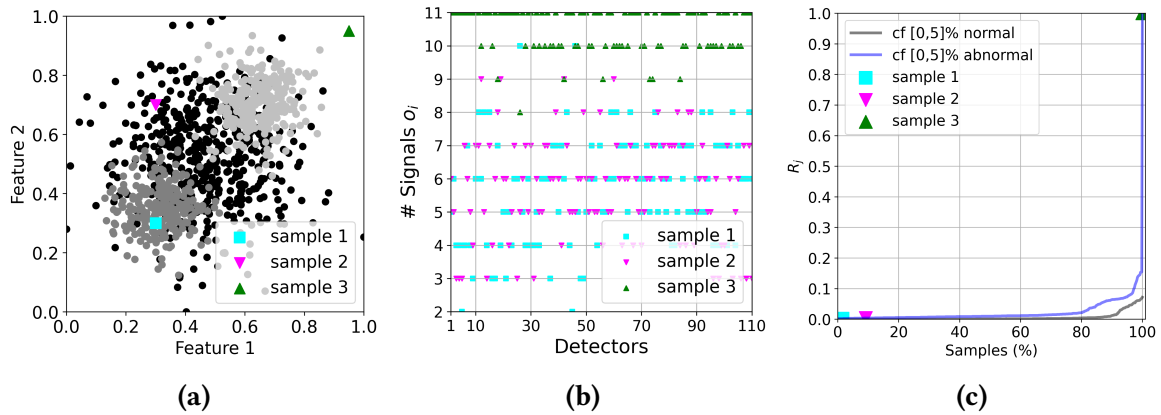 1.0
0.8
0.6
0.4
0.2
0.0
Feature 2
0.0 0.2 0.4 0.6 0.8 1.0
Feature 1
sample 1
sample 2
sample 3
(a)
11
10
9
8
7
6
5
4
3
2
# Signals oᵢ
1 10 30 50 70 90 110
Detectors
sample 1
sample 2
sample 3
(b)
1.0
0.9
0.8
0.7
0.6
0.5
0.4
0.3
0.2
0.1
0.0
Rⱼ
0 20 40 60 80 100
Samples (%)
cf [0,5]% normal
cf [0,5]% abnormal
sample 1
sample 2
sample 3
(c)